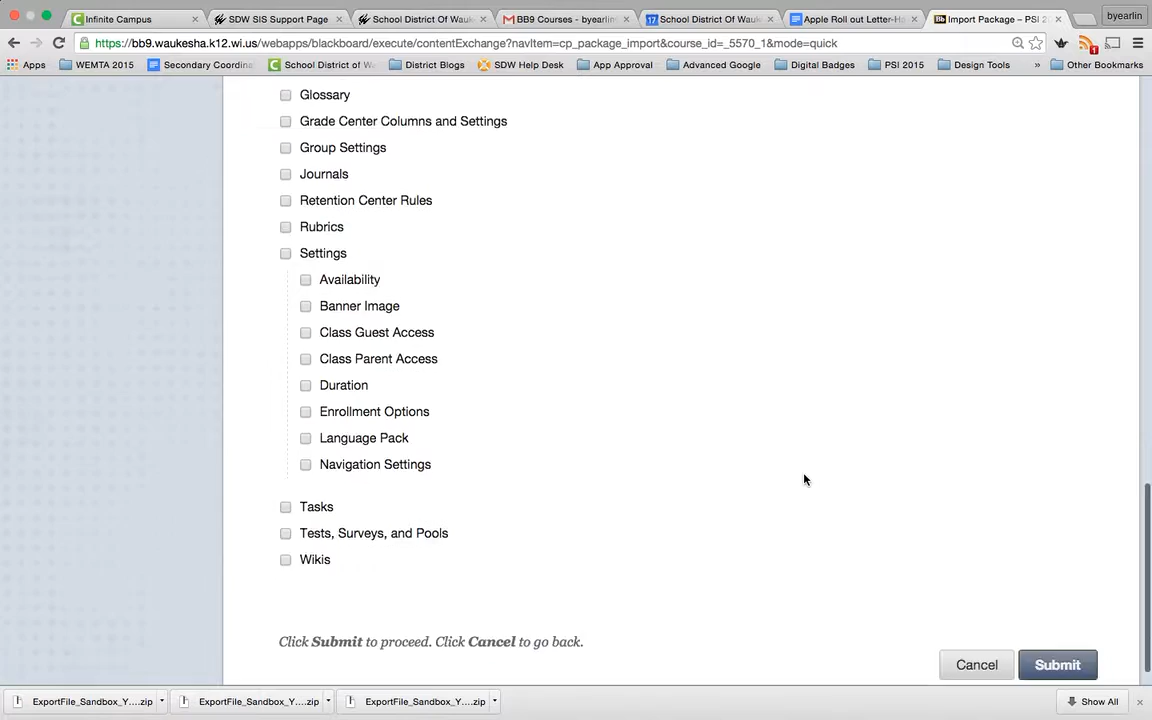 Infinite Campus
SDW SIS Support Page
School District Of Wauk
BB9 Courses - byearlin
School District Of Wauk
Apple Roll out Letter-Ha
Import Package – PSI 2
byearlin
https://bb9.waukesha.k12.wi.us/webapps/blackboard/execute/contentExchange?navItem=cp_package_import&course_id=_5570_1&mode=quick
Apps
WEMTA 2015
Secondary Coordina
School District of W
District Blogs
SDW Help Desk
App Approval
Advanced Google
Digital Badges
PSI 2015
Design Tools
»
Other Bookmarks
Glossary
Grade Center Columns and Settings
Group Settings
Journals
Retention Center Rules
Rubrics
Settings
Availability
Banner Image
Class Guest Access
Class Parent Access
Duration
Enrollment Options
Language Pack
Navigation Settings
Tasks
Tests, Surveys, and Pools
Wikis
Click Submit to proceed. Click Cancel to go back.
Cancel
Submit
ExportFile_Sandbox_Y....zip
ExportFile_Sandbox_Y....zip
ExportFile_Sandbox_Y....zip
Show All